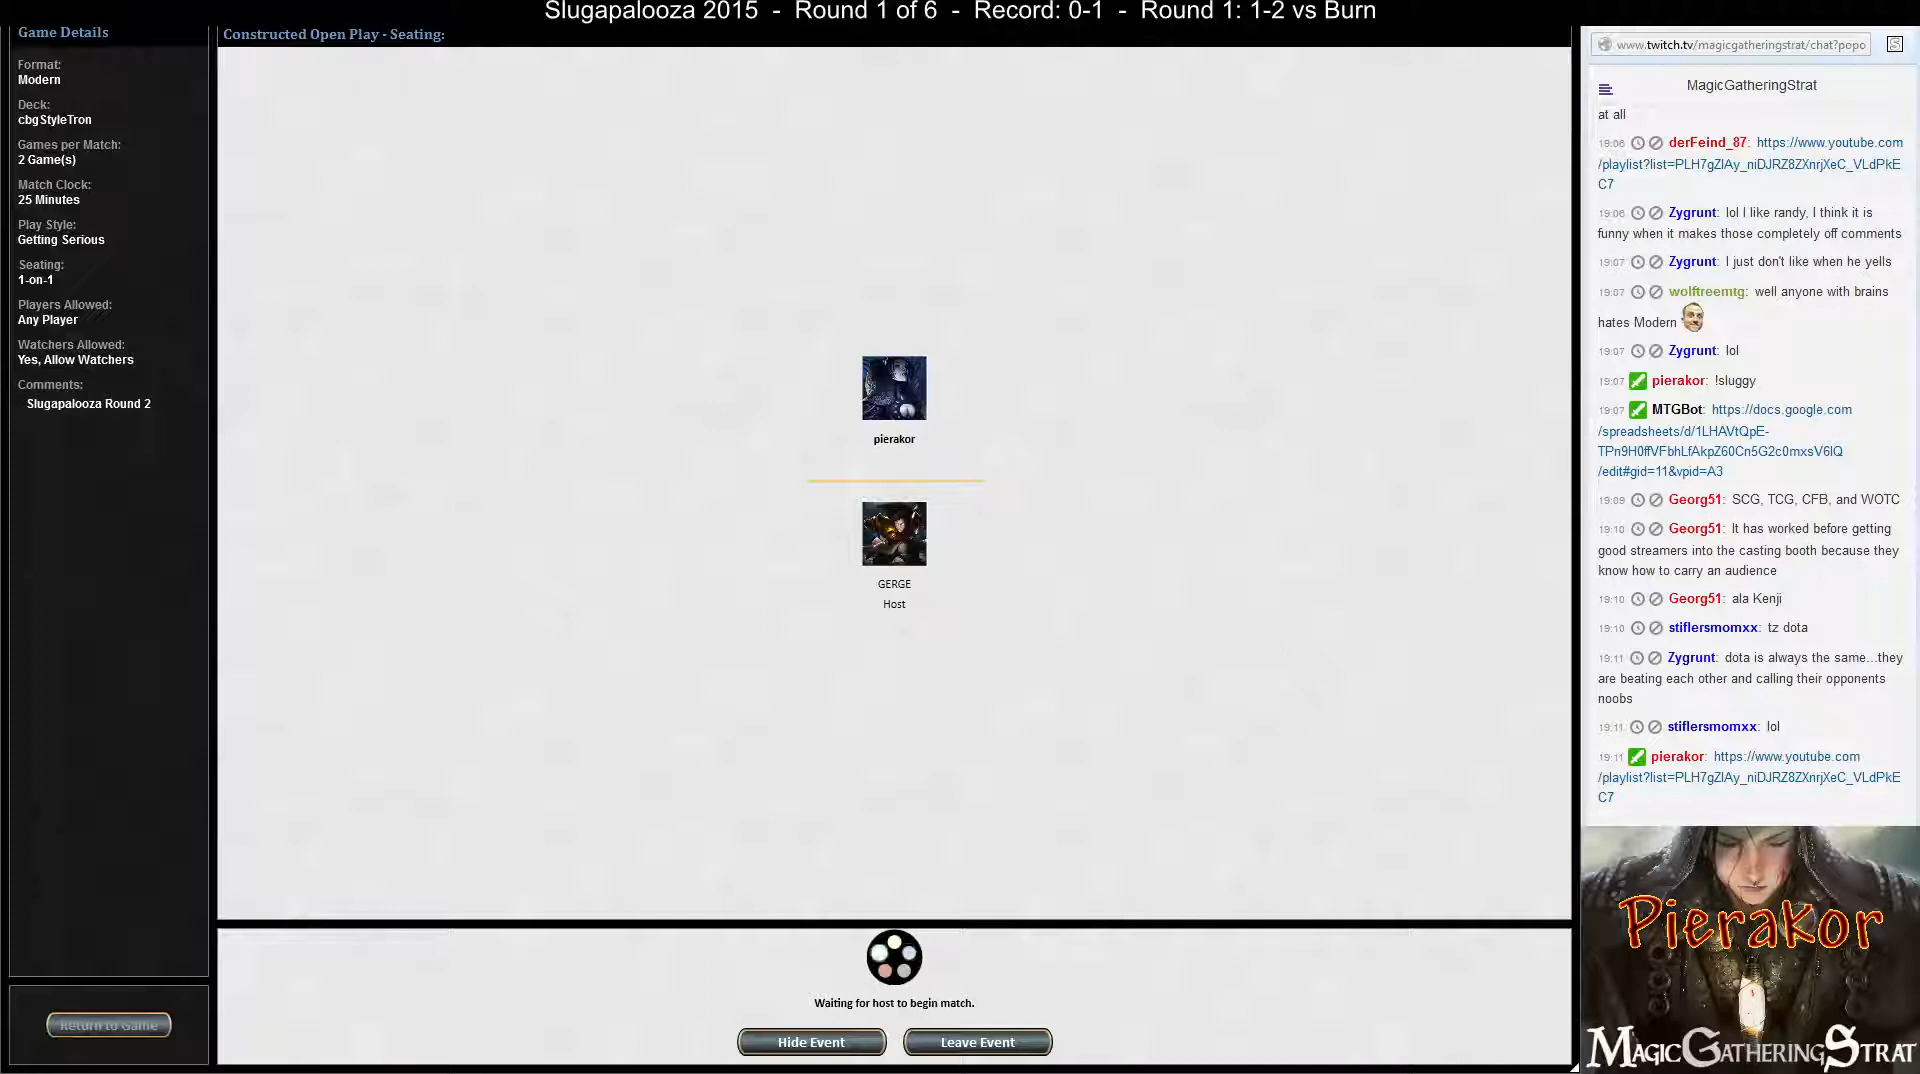 Slugapalooza 2015 - Round 1 of 6 - Record: 0-1 - Round 1: 1-2 vs Burn
Game Details
Format:
Modern
Deck:
cbgStyleTron
Games per Match:
2 Game(s)
Match Clock:
25 Minutes
Play Style:
Getting Serious
Seating:
1-on-1
Players Allowed:
Any Player
Watchers Allowed:
Yes, Allow Watchers
Comments:
Slugapalooza Round 2
Return to Game
Constructed Open Play - Seating:
pierakor
GERGE
Host
Waiting for host to begin match.
Hide Event
Leave Event
www.twitch.tv/magicgatheringstrat/chat?popo
S
MagicGatheringStrat
at all
19:06 derFeind_87: https://www.youtube.com
/playlist?list=PLH7gZlAy_niDJRZ8ZXnrjXeC_VLdPkE
C7
19:06 Zygrunt: lol I like randy, I think it is
funny when it makes those completely off comments
19:07 Zygrunt: I just don't like when he yells
19:07 wolftreemtg: well anyone with brains
hates Modern
19:07 Zygrunt: lol
19:07 pierakor: !sluggy
19:07 MTGBot: https://docs.google.com
/spreadsheets/d/1LHAVtQpE-
TPn9H0ffVFbhLfAkpZ60Cn5G2c0mxsV6lQ
/edit#gid=11&vpid=A3
19:09 Georg51: SCG, TCG, CFB, and WOTC
19:10 Georg51: It has worked before getting
good streamers into the casting booth because they
know how to carry an audience
19:10 Georg51: ala Kenji
19:10 stiflersmomxx: tz dota
19:11 Zygrunt: dota is always the same...they
are beating each other and calling their opponents
noobs
19:11 stiflersmomxx: lol
19:11 pierakor: https://www.youtube.com
/playlist?list=PLH7gZlAy_niDJRZ8ZXnrjXeC_VLdPkE
C7
Pierakor
MAGICGATHERINGSTRAT